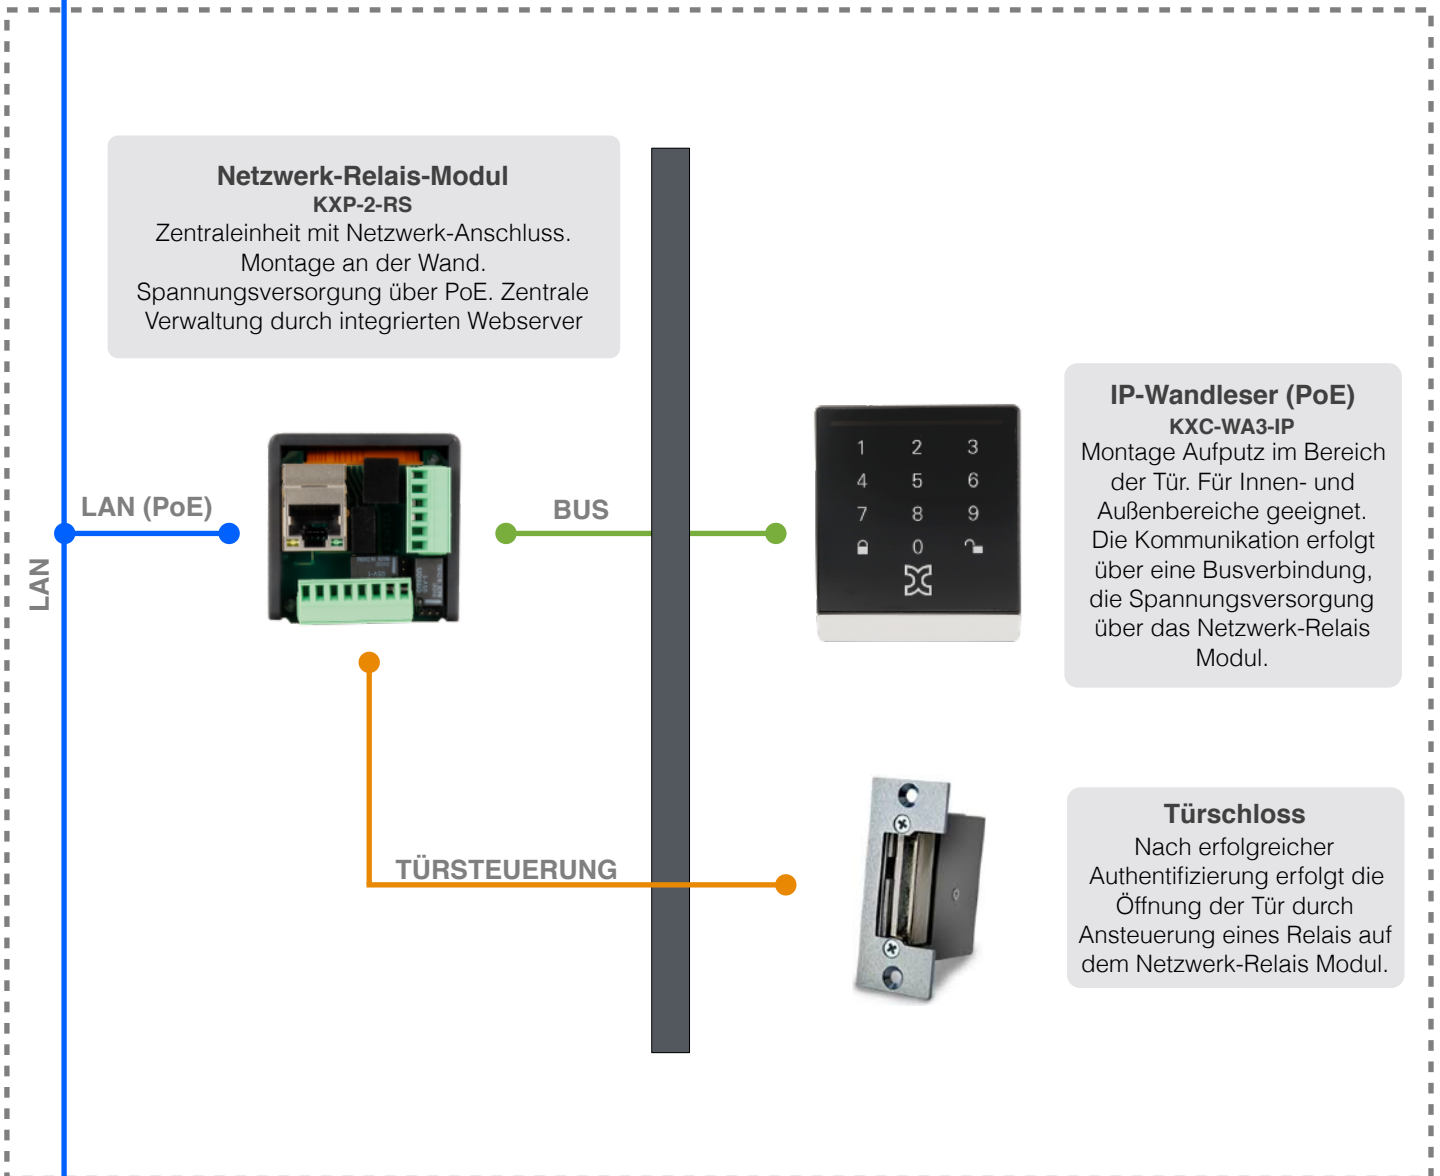 Netzwerk-Relais-Modul
KXP-2-RS
Zentraleinheit mit Netzwerk-Anschluss.
Montage an der Wand.
Spannungsversorgung über PoE. Zentrale
Verwaltung durch integrierten Webserver
IP-Wandleser (PoE)
KXC-WA3-IP
Montage Aufputz im Bereich
der Tür. Für Innen- und
Außenbereiche geeignet.
Die Kommunikation erfolgt
über eine Busverbindung,
die Spannungsversorgung
über das Netzwerk-Relais
Modul.
1 2 3
4 5 6
7 8 9
0
LAN (PoE)
BUS
LAN
TÜRSTEUERUNG
Türschloss
Nach erfolgreicher
Authentifizierung erfolgt die
Öffnung der Tür durch
Ansteuerung eines Relais auf
dem Netzwerk-Relais Modul.